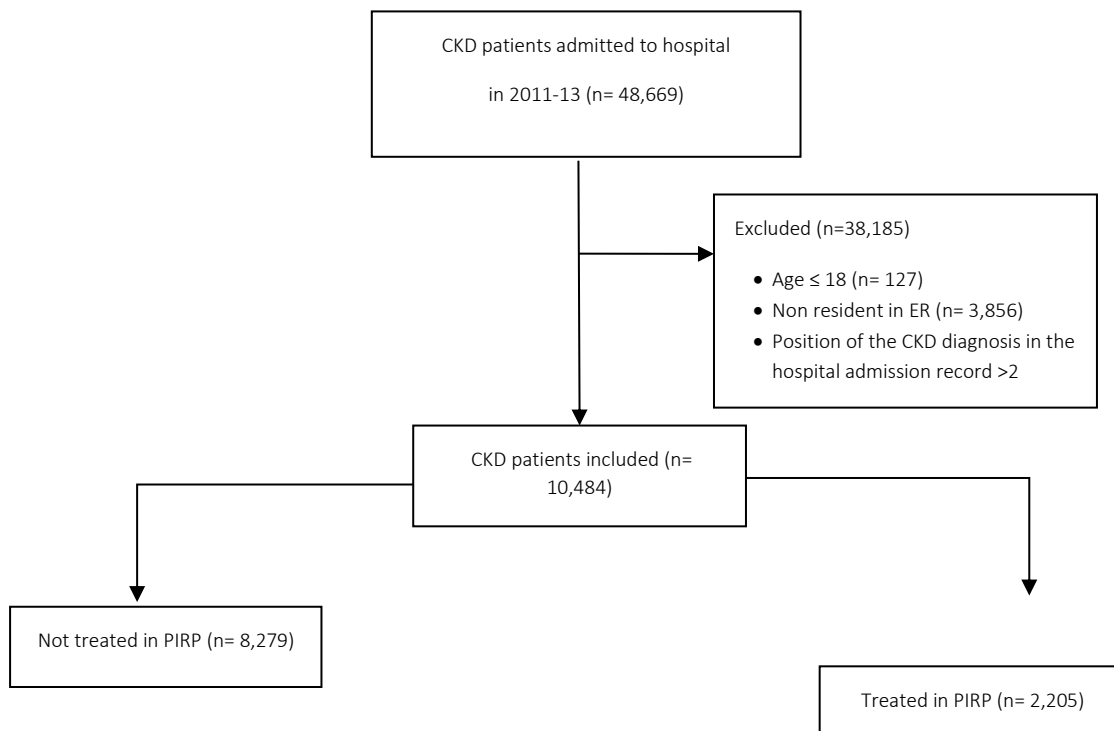 CKD patients admitted to hospital
in 2011-13 (n= 48,669)
Excluded (n=38,185)
• Age ≤ 18 (n= 127)
• Non resident in ER (n= 3,856)
• Position of the CKD diagnosis in the
hospital admission record >2
CKD patients included (n=
10,484)
Not treated in PIRP (n= 8,279)
Treated in PIRP (n= 2,205)